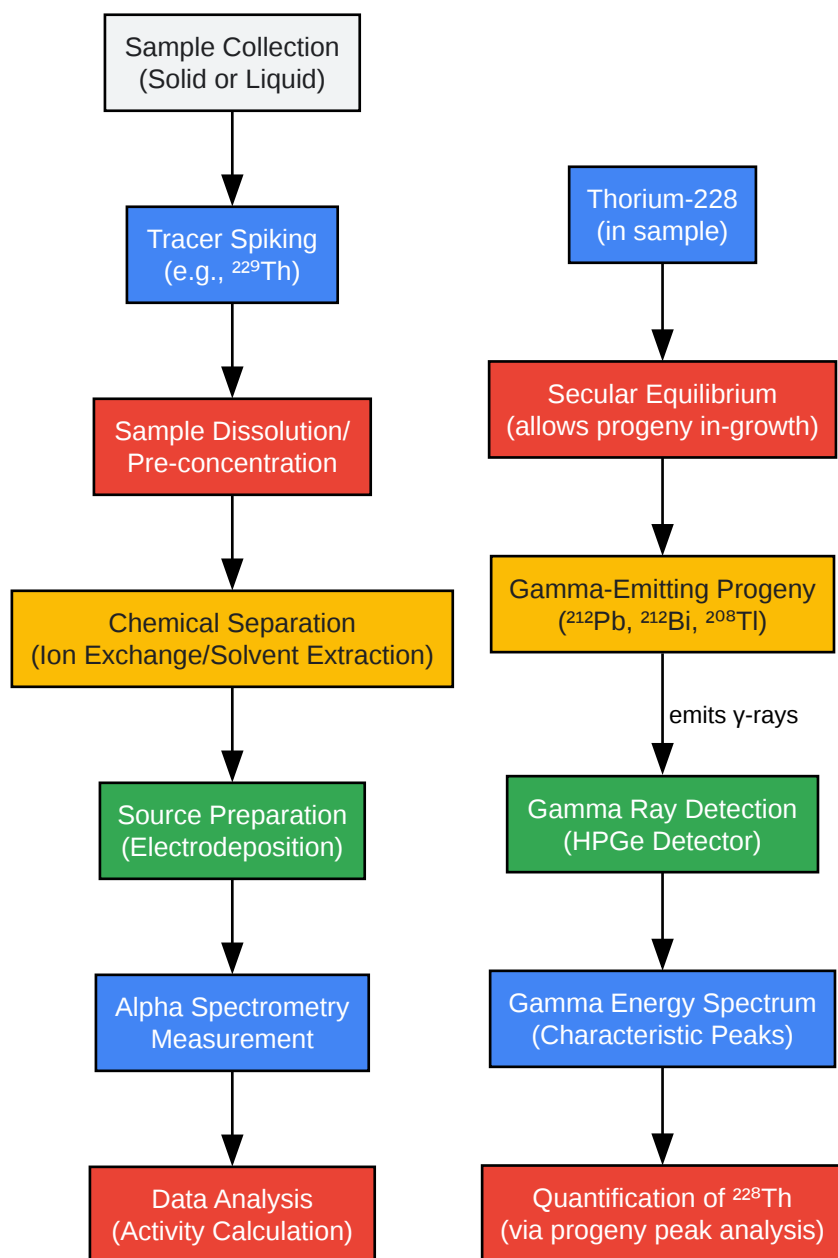 Sample Collection
(Solid or Liquid)
Tracer Spiking
(e.g., ²²⁹Th)
Sample Dissolution/
Pre-concentration
Chemical Separation
(Ion Exchange/Solvent Extraction)
Source Preparation
(Electrodeposition)
Alpha Spectrometry
Measurement
Data Analysis
(Activity Calculation)
Thorium-228
(in sample)
Secular Equilibrium
(allows progeny in-growth)
Gamma-Emitting Progeny
(²¹²Pb, ²¹²Bi, ²⁰⁸Tl)
emits γ-rays
Gamma Ray Detection
(HPGe Detector)
Gamma Energy Spectrum
(Characteristic Peaks)
Quantification of ²²⁸Th
(via progeny peak analysis)